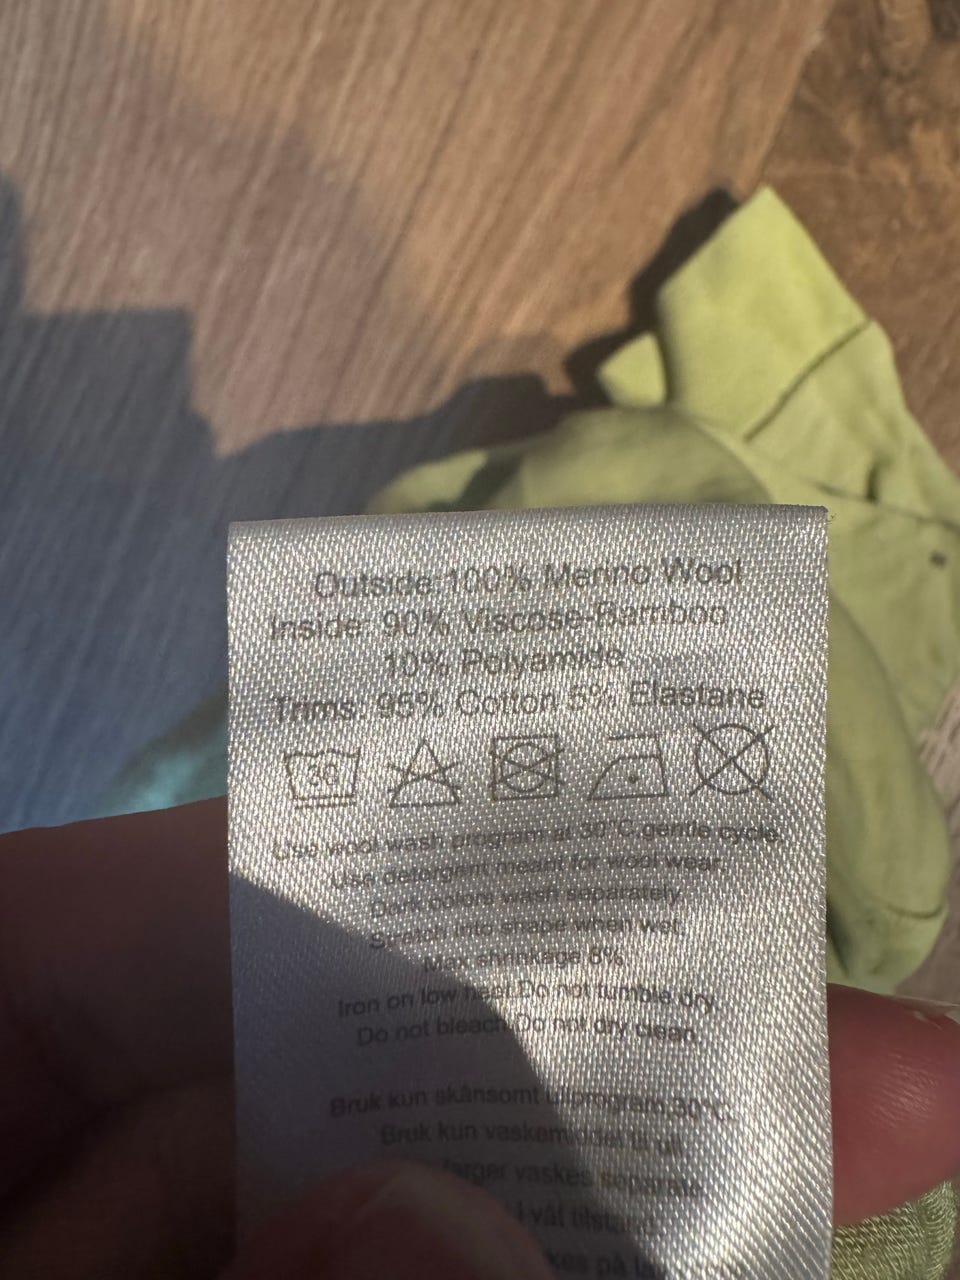 Outside:100% Merino Wool
Inside: 90% Viscose-Bamboo
10% Polyamide
Trims: 95% Cotton 5% Elastane
30
Use wool wash program at 30°C.gentle cycle.
Use detergent meant for wool wear.
Dark colors wash separately.
Stretch into shape when wet.
Max shrinkage 8%
Iron on low heat.Do not tumble dry.
Do not bleach.Do not dry clean.
Bruk kun skånsomt ullprogram,30°C.
Bruk kun vaskemiddel til ull.
farger vaskes separate.
i våt tilstand.
på